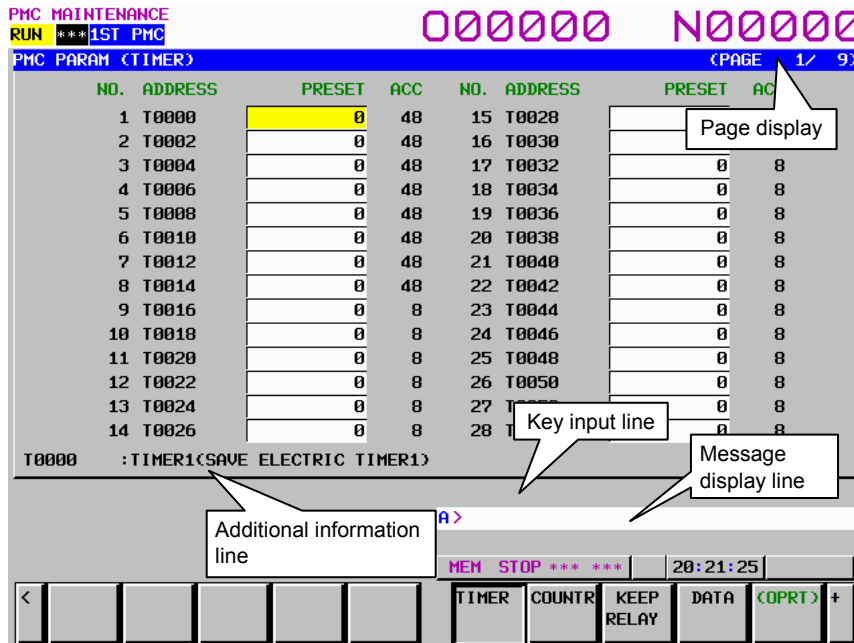 PMC MAINTENANCE
RUN ***1ST PMC
O00000 N00000
PMC PARAM (TIMER) (PAGE 1/ 9)
NO. ADDRESS PRESET ACC NO. ADDRESS PRESET
1 T0000 0 48 15 T0028
2 T0002 0 48 16 T0030
3 T0004 0 48 17 T0032 0 8
4 T0006 0 48 18 T0034 0 8
5 T0008 0 48 19 T0036 0 8
6 T0010 0 48 20 T0038 0 8
7 T0012 0 48 21 T0040 0 8
8 T0014 0 48 22 T0042 0 8
9 T0016 0 8 23 T0044 0 8
10 T0018 0 8 24 T0046 0 8
11 T0020 0 8 25 T0048 0 8
12 T0022 0 8 26 T0050 0 8
13 T0024 0 8 27 0 8
14 T0026 0 8 28 0 8
Page display
Key input line
Message
display line
T0000 :TIMER1(SAVE ELECTRIC TIMER1)
Additional information
line
A>
MEM STOP *** *** 20:21:25
< TIMER COUNTR KEEP RELAY DATA (OPRT) +